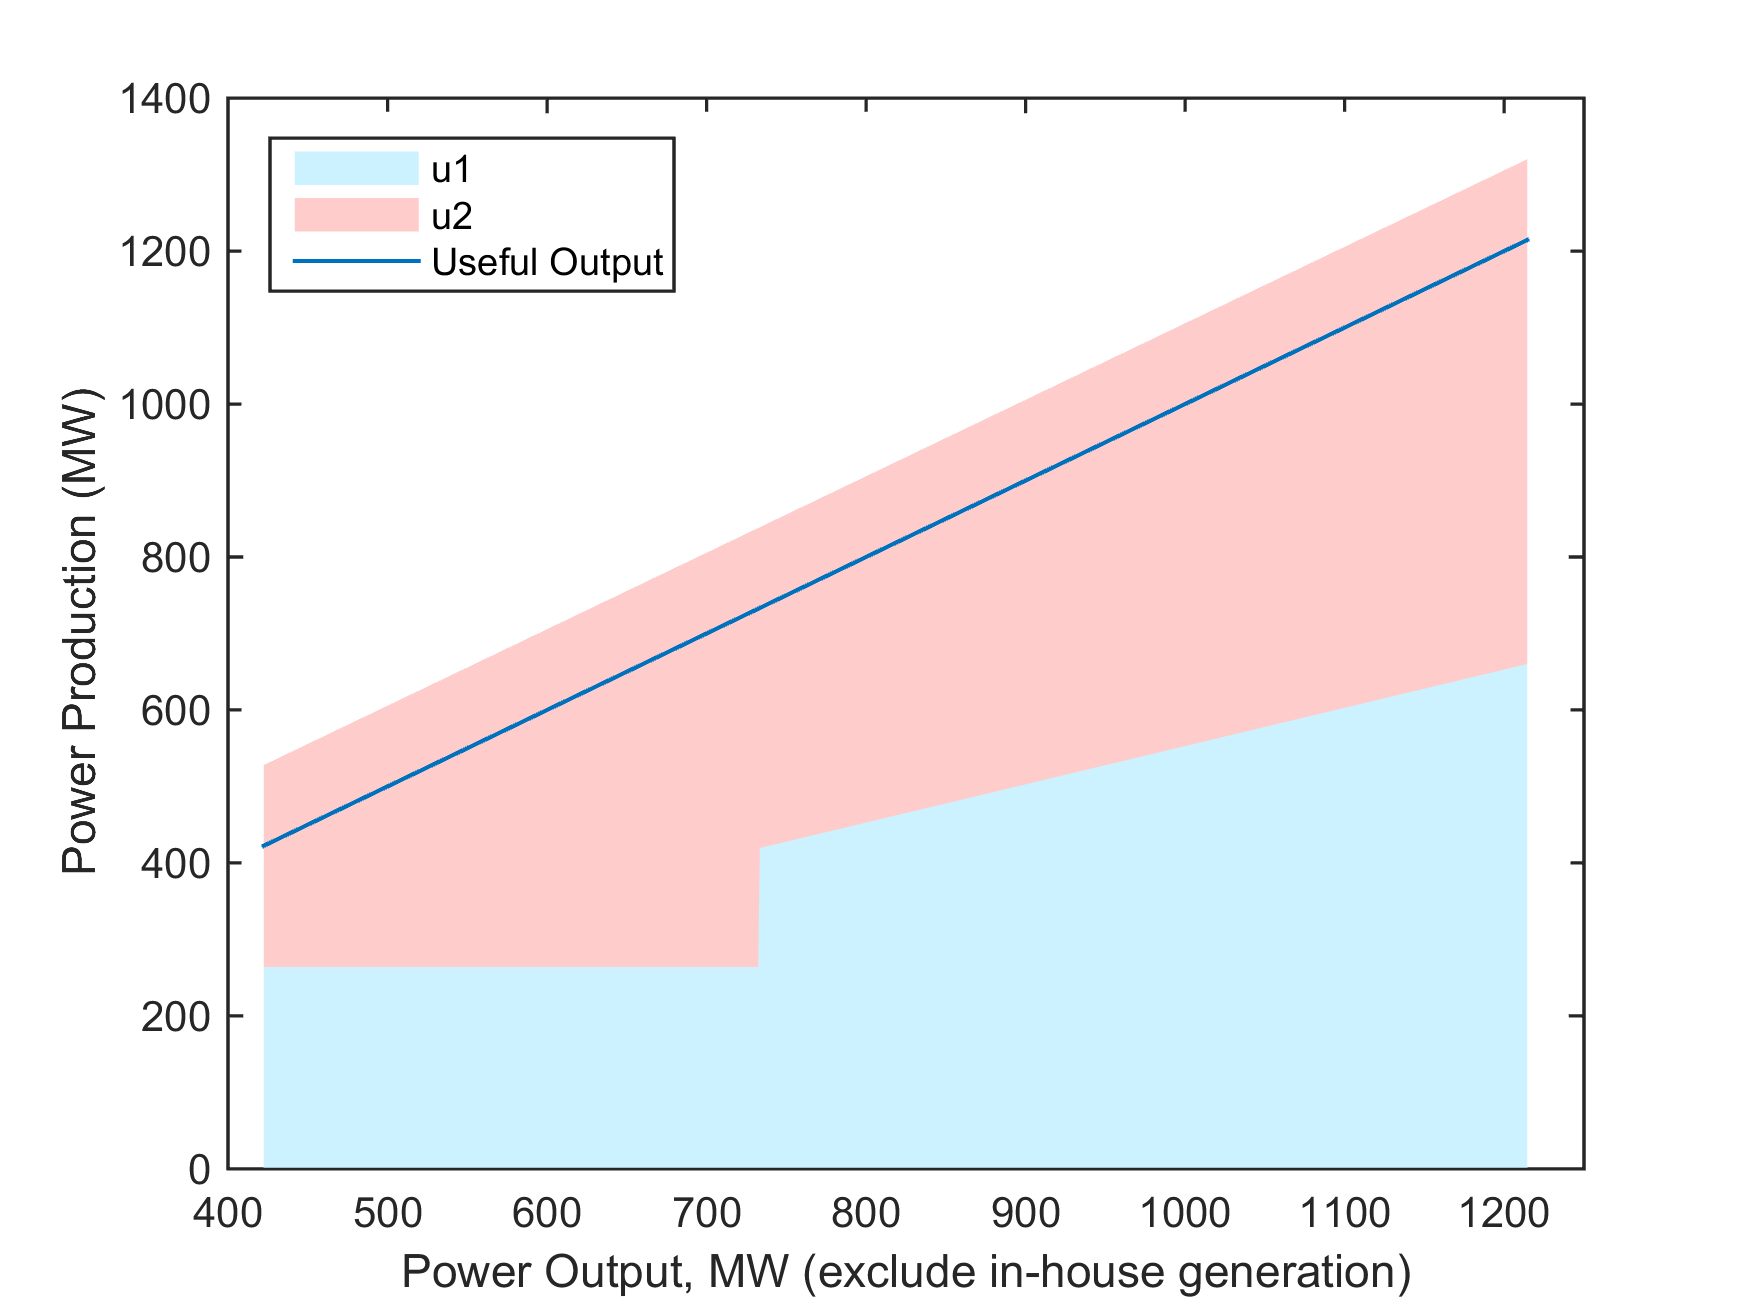 1400
1200
1000
800
600
400
200
0
Power Production (MW)
u1
u2
Useful Output
400 500 600 700 800 900 1000 1100 1200
Power Output, MW (exclude in-house generation)